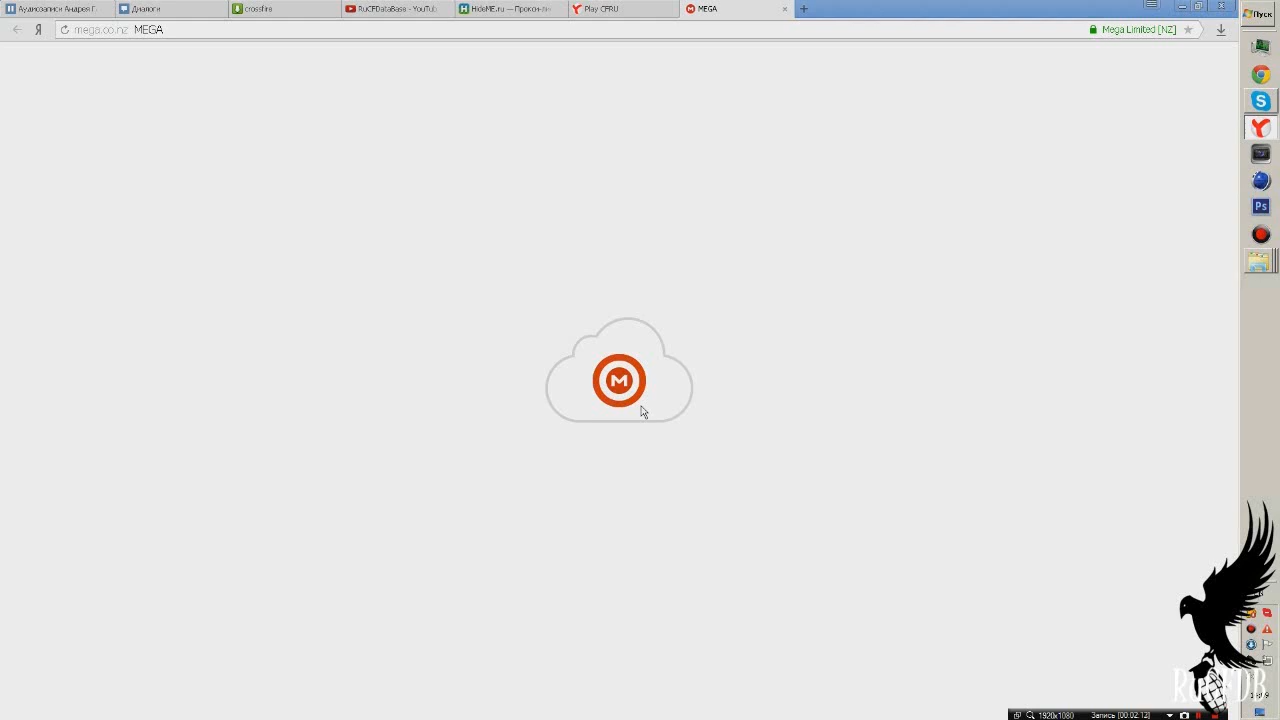 Аудиозаписи Андрея Г
Диалоги
crossfire
RuCFDataBase - YouTub
HideME.ru — Прокси-ли
Play CFRU
MEGA
Я
mega.co.nz MEGA
Mega Limited [NZ]
Пуск
S
Ps
M
1920x1080
Запись [00:02:12]